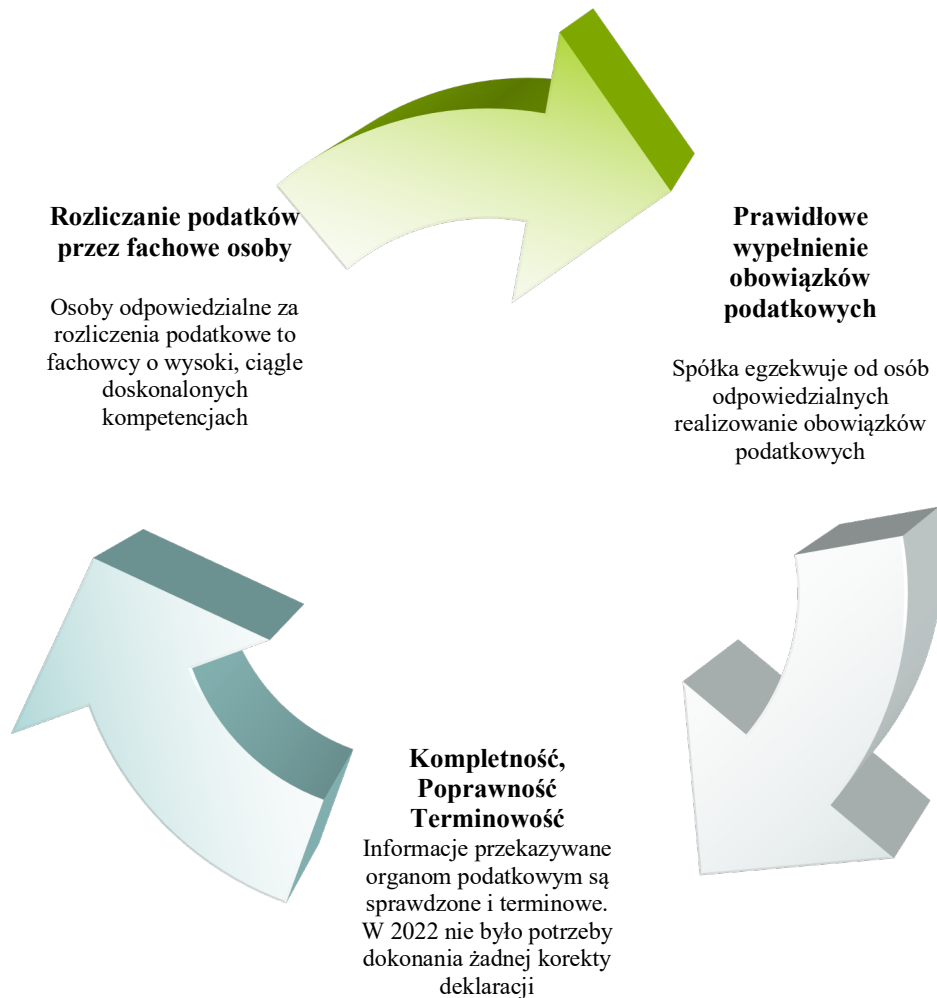 Rozliczanie podatków
przez fachowe osoby
Osoby odpowiedzialne za
rozliczenia podatkowe to
fachowcy o wysoki, ciągle
doskonalonych
kompetencjach
Prawidłowe
wypełnienie
obowiązków
podatkowych
Spółka egzekwuje od osób
odpowiedzialnych
realizowanie obowiązków
podatkowych
Kompletność,
Poprawność
Terminowość
Informacje przekazywane
organom podatkowym są
sprawdzone i terminowe.
W 2022 nie było potrzeby
dokonania żadnej korekty
deklaracji